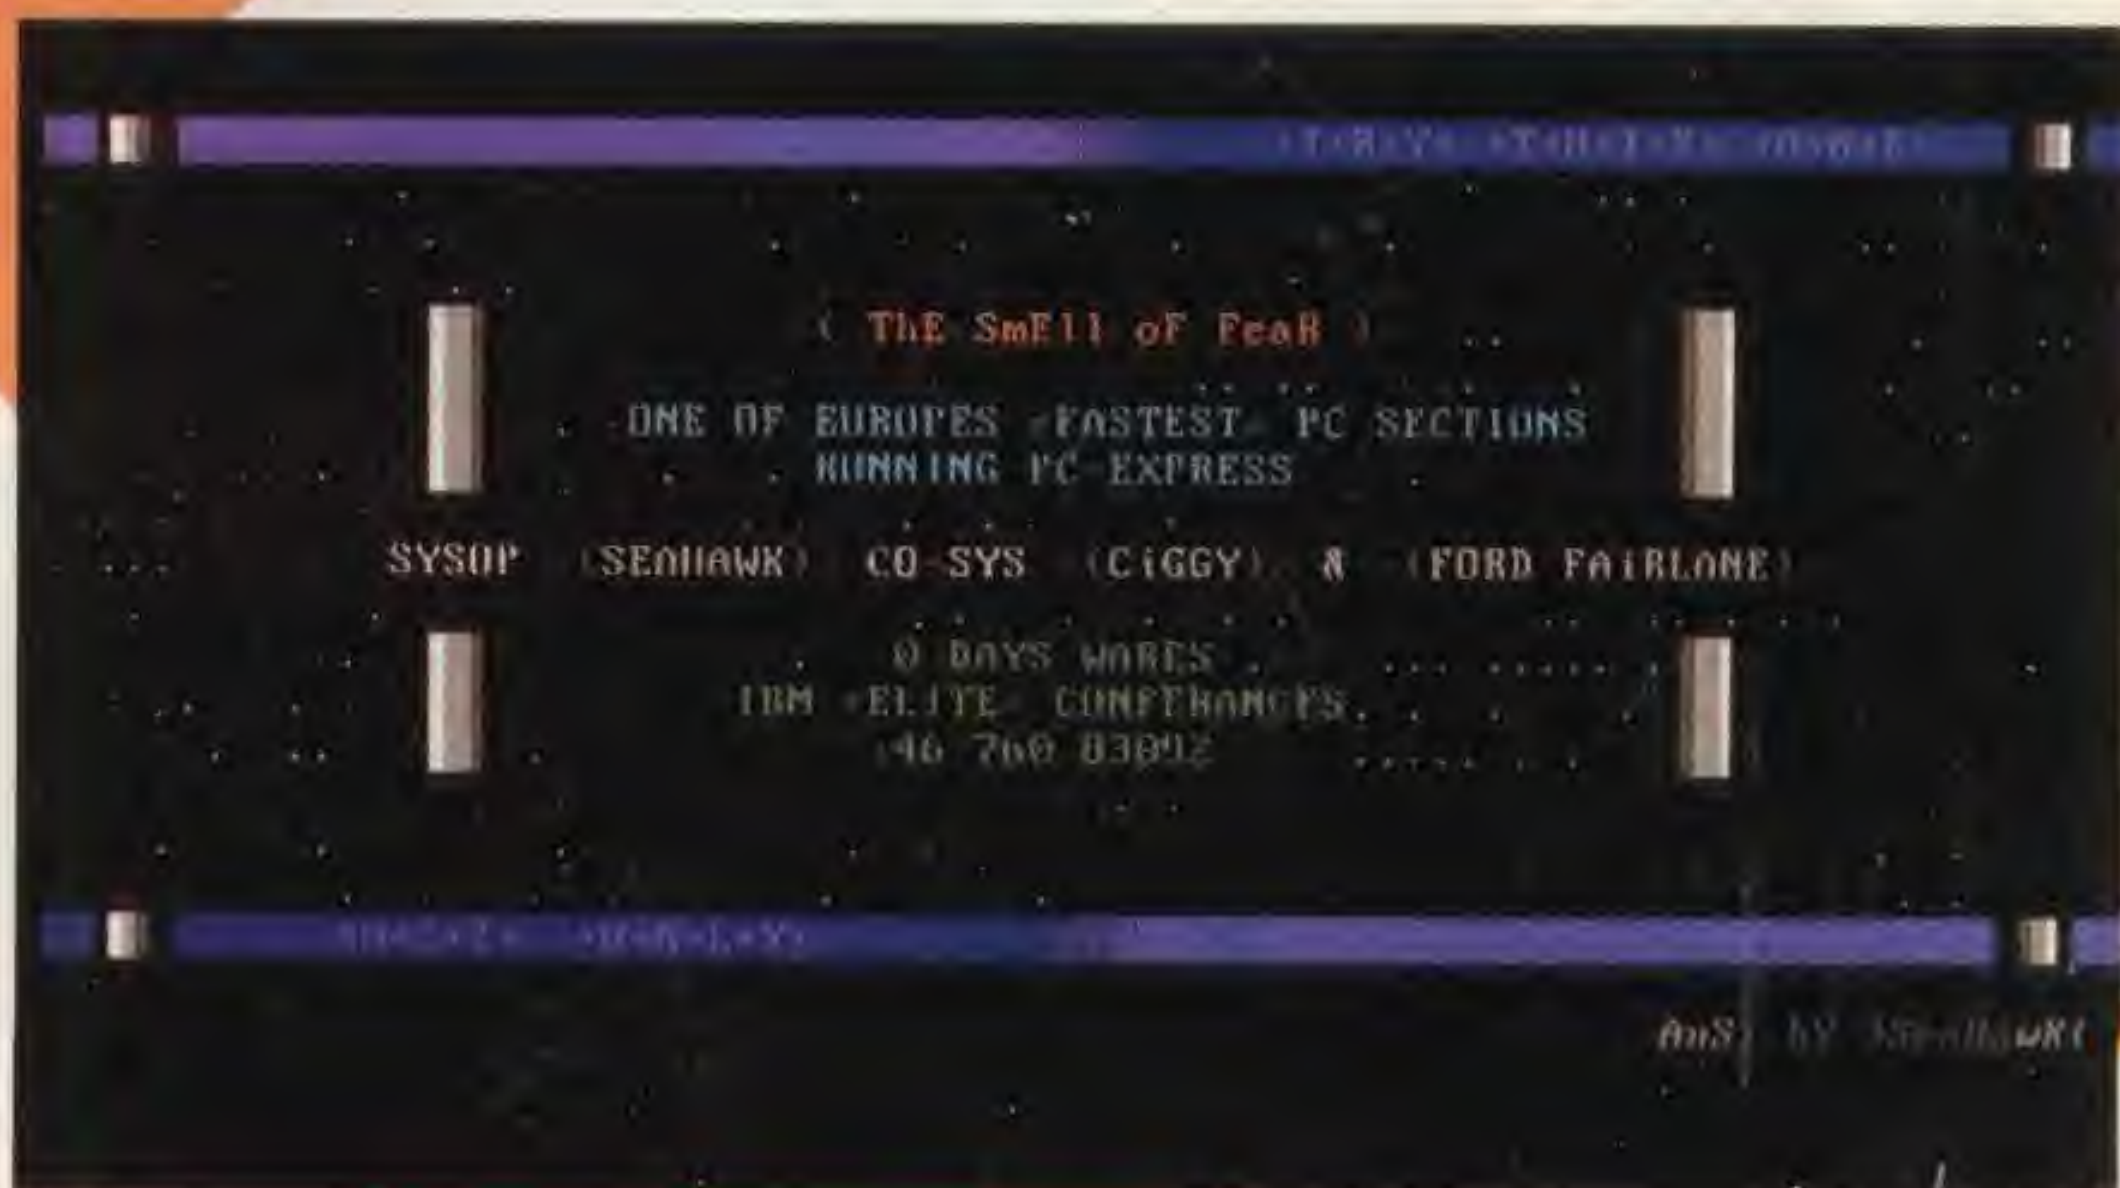 ( ThE SmEll oF FeaR )
ONE OF EUROPES -FASTEST- PC SECTIONS
RUNNING PC-EXPRESS
SYSOP (SEAHAWK) CO-SYS (CiGGY) & (FORD FAiRLANE)
0 DAYS WARES
IBM -ELITE- CONFERANCES
+46 760 83092
AnSi bY